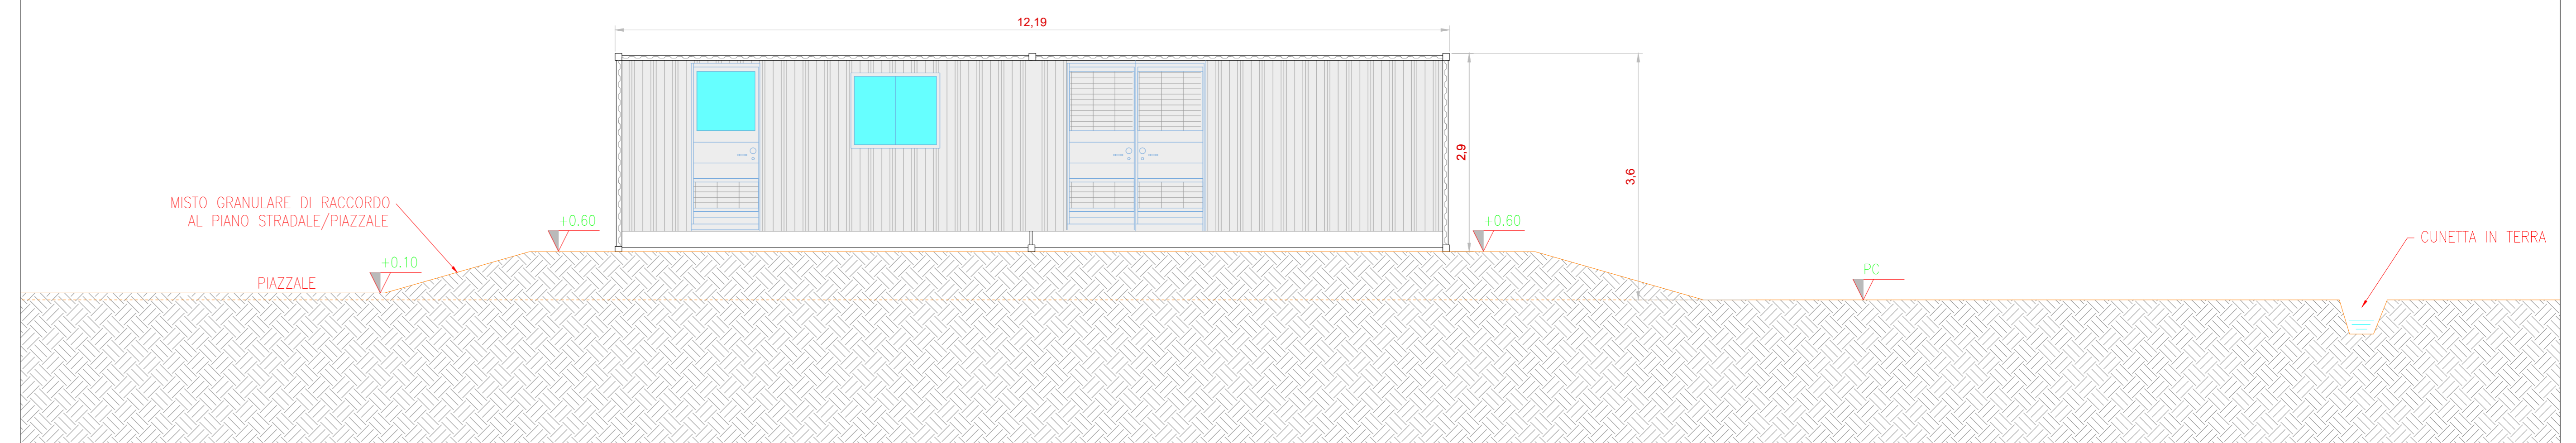 12,19
2,9
3,6
MISTO GRANULARE DI RACCORDO
AL PIANO STRADALE/PIAZZALE
+0.60
+0.60
+0.10
PIAZZALE
PC
CUNETTA IN TERRA